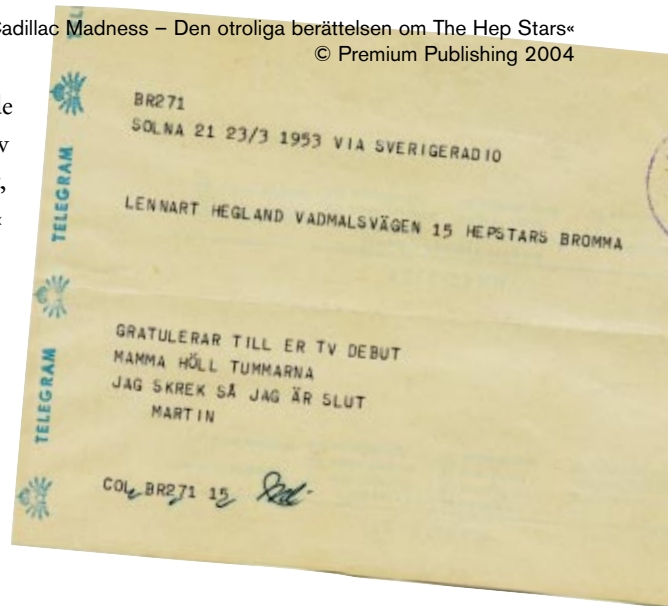 Cadillac Madness – Den otroliga berättelsen om The Hep Stars«
© Premium Publishing 2004
BR271
SOLNA 21 23/3 1953 VIA SVERIGERADIO
LENNART HEGLAND VADMALSVÄGEN 15 HEPSTARS BROMMA
GRATULERAR TILL ER TV DEBUT
MAMMA HÖLL TUMMARNA
JAG SKREK SÅ JAG ÄR SLUT
MARTIN
COL BR271 15
TELEGRAM
TELEGRAM